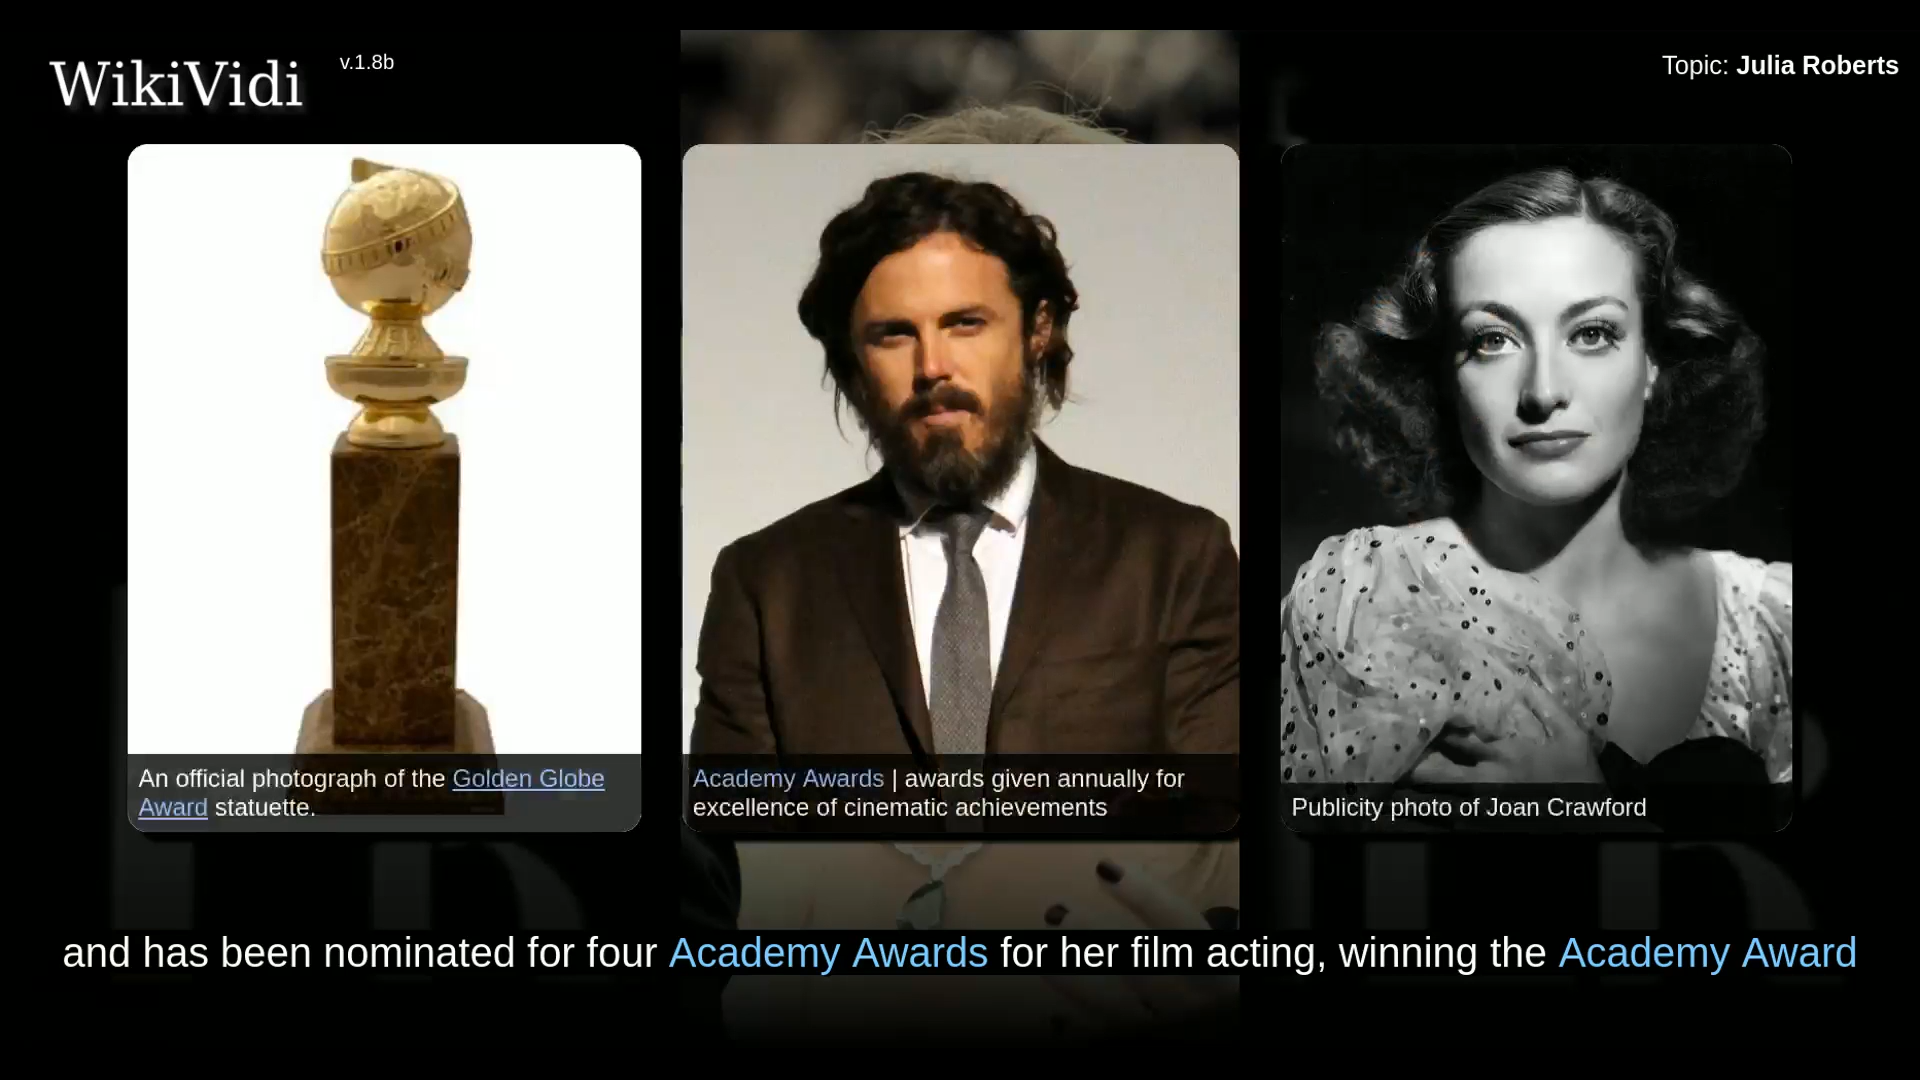 WikiVidi
v.1.8b
Topic: Julia Roberts
An official photograph of the Golden Globe
Award statuette.
Academy Awards | awards given annually for
excellence of cinematic achievements
Publicity photo of Joan Crawford
and has been nominated for four Academy Awards for her film acting, winning the Academy Award